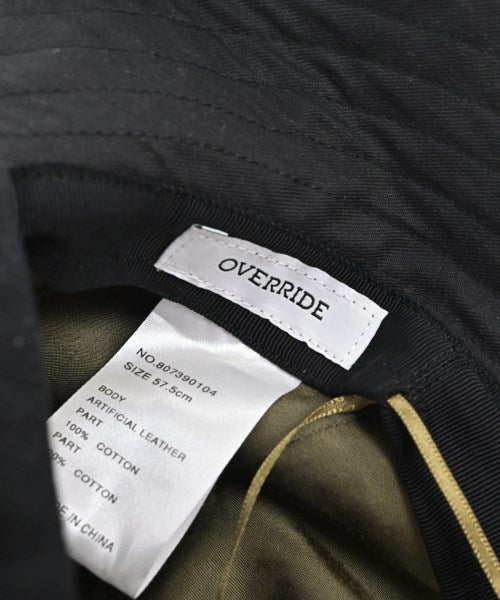 OVERRIDE
NO.807390104
SIZE 57.5cm
BODY
ARTIFICIAL LEATHER
PART
100% COTTON
PART
COTTON
IN CHINA